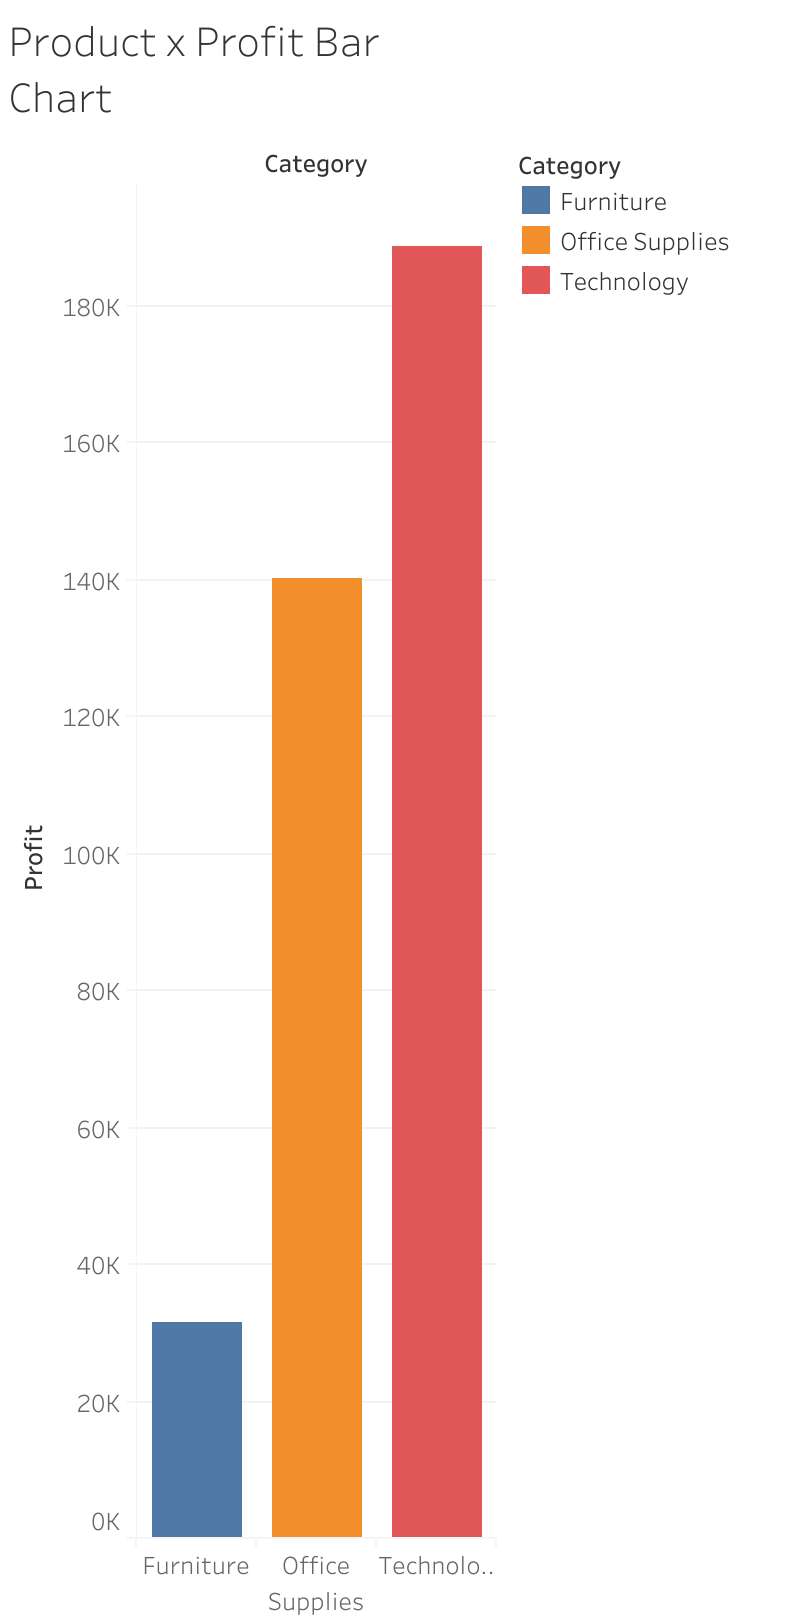 Product x Profit Bar
Chart
Category
Category
Furniture
Office Supplies
Technology
180K
160K
140K
120K
100K
80K
60K
40K
20K
0K
Profit
Furniture
Office
Supplies
Technolo..